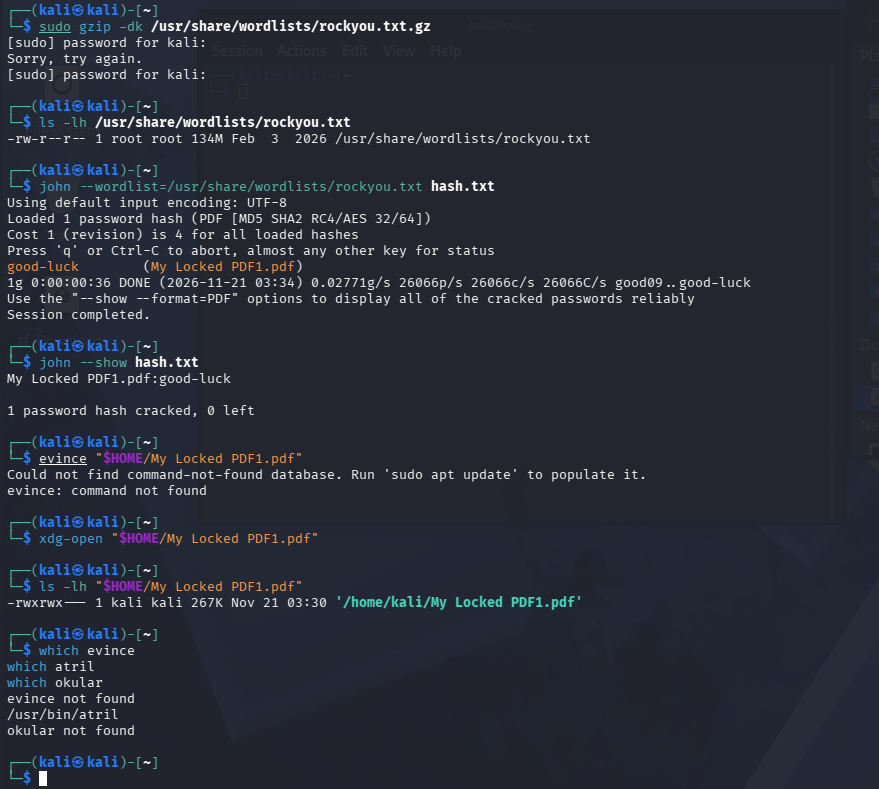 ┌──(kali㉿kali)-[~]
└─$ sudo gzip -dk /usr/share/wordlists/rockyou.txt.gz
[sudo] password for kali:
Sorry, try again.
[sudo] password for kali:
┌──(kali㉿kali)-[~]
└─$ ls -lh /usr/share/wordlists/rockyou.txt
-rw-r--r-- 1 root root 134M Feb  3  2026 /usr/share/wordlists/rockyou.txt
┌──(kali㉿kali)-[~]
└─$ john --wordlist=/usr/share/wordlists/rockyou.txt hash.txt
Using default input encoding: UTF-8
Loaded 1 password hash (PDF [MD5 SHA2 RC4/AES 32/64])
Cost 1 (revision) is 4 for all loaded hashes
Press 'q' or Ctrl-C to abort, almost any other key for status
good-luck        (My Locked PDF1.pdf)
1g 0:00:00:36 DONE (2026-11-21 03:34) 0.02771g/s 26066p/s 26066c/s 26066C/s good09..good-luck
Use the "--show --format=PDF" options to display all of the cracked passwords reliably
Session completed.
┌──(kali㉿kali)-[~]
└─$ john --show hash.txt
My Locked PDF1.pdf:good-luck
1 password hash cracked, 0 left
┌──(kali㉿kali)-[~]
└─$ evince "$HOME/My Locked PDF1.pdf"
Could not find command-not-found database. Run 'sudo apt update' to populate it.
evince: command not found
┌──(kali㉿kali)-[~]
└─$ xdg-open "$HOME/My Locked PDF1.pdf"
┌──(kali㉿kali)-[~]
└─$ ls -lh "$HOME/My Locked PDF1.pdf"
-rwxrwx--- 1 kali kali 267K Nov 21 03:30 '/home/kali/My Locked PDF1.pdf'
┌──(kali㉿kali)-[~]
└─$ which evince
which atril
which okular
evince not found
/usr/bin/atril
okular not found
┌──(kali㉿kali)-[~]
└─$
Session Actions Edit View Help